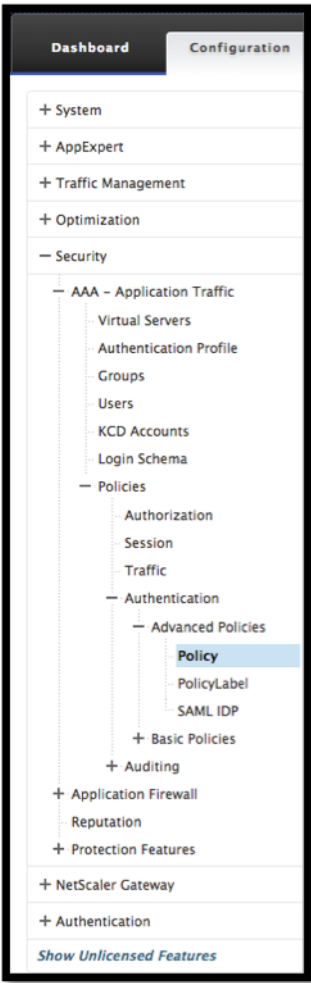 Dashboard Configuration
+ System
+ AppExpert
+ Traffic Management
+ Optimization
− Security
− AAA – Application Traffic
Virtual Servers
Authentication Profile
Groups
Users
KCD Accounts
Login Schema
− Policies
Authorization
Session
Traffic
− Authentication
− Advanced Policies
Policy
PolicyLabel
SAML IDP
+ Basic Policies
+ Auditing
+ Application Firewall
Reputation
+ Protection Features
+ NetScaler Gateway
+ Authentication
Show Unlicensed Features